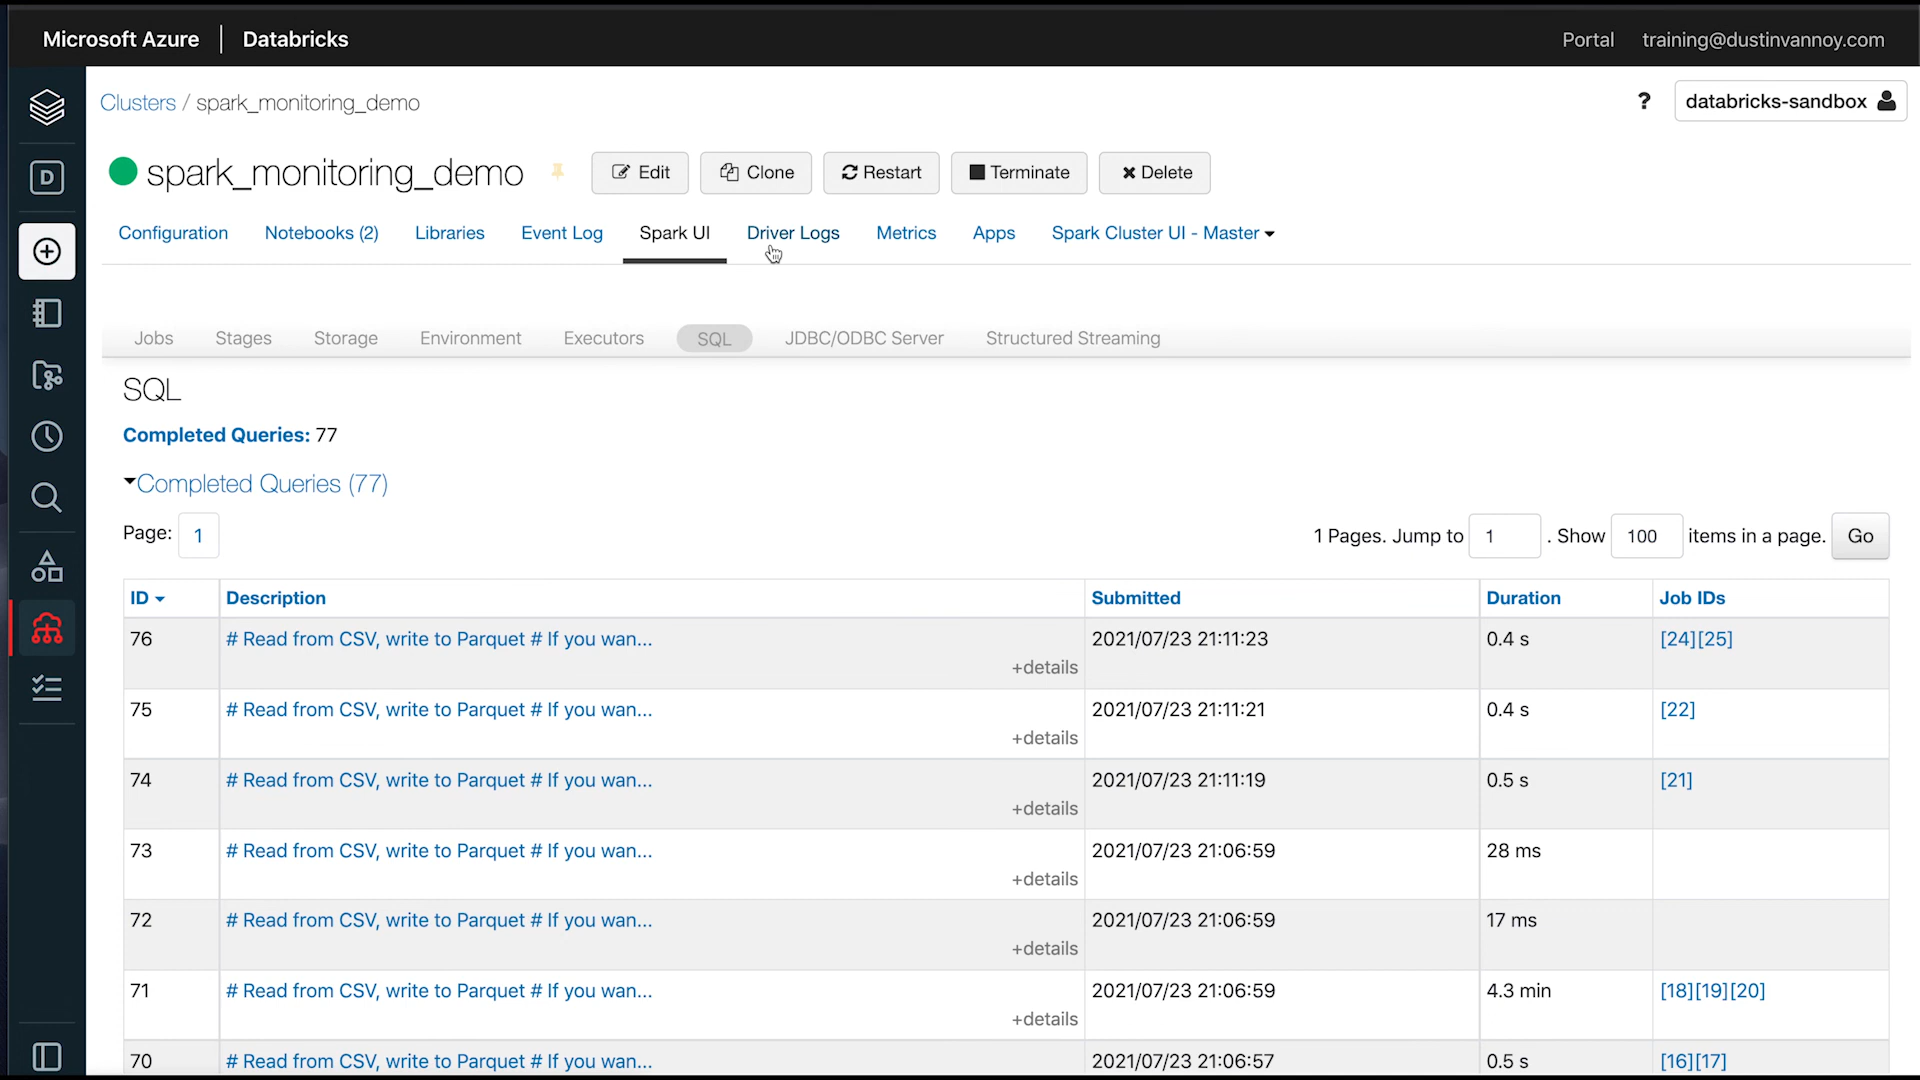 Microsoft Azure | Databricks Portal training@dustinvannoy.com
Clusters / spark_monitoring_demo ? databricks-sandbox
spark_monitoring_demo Edit Clone Restart Terminate Delete
Configuration Notebooks (2) Libraries Event Log Spark UI Driver Logs Metrics Apps Spark Cluster UI - Master
D
Jobs Stages Storage Environment Executors SQL JDBC/ODBC Server Structured Streaming
SQL
Completed Queries: 77
Completed Queries (77)
Page: 1 1 Pages. Jump to 1 . Show 100 items in a page. Go
ID Description Submitted Duration Job IDs
76 # Read from CSV, write to Parquet # If you wan... 2021/07/23 21:11:23 0.4 s [24][25]
+details
75 # Read from CSV, write to Parquet # If you wan... 2021/07/23 21:11:21 0.4 s [22]
+details
74 # Read from CSV, write to Parquet # If you wan... 2021/07/23 21:11:19 0.5 s [21]
+details
73 # Read from CSV, write to Parquet # If you wan... 2021/07/23 21:06:59 28 ms
+details
72 # Read from CSV, write to Parquet # If you wan... 2021/07/23 21:06:59 17 ms
+details
71 # Read from CSV, write to Parquet # If you wan... 2021/07/23 21:06:59 4.3 min [18][19][20]
+details
70 # Read from CSV, write to Parquet # If you wan... 2021/07/23 21:06:57 0.5 s [16][17]